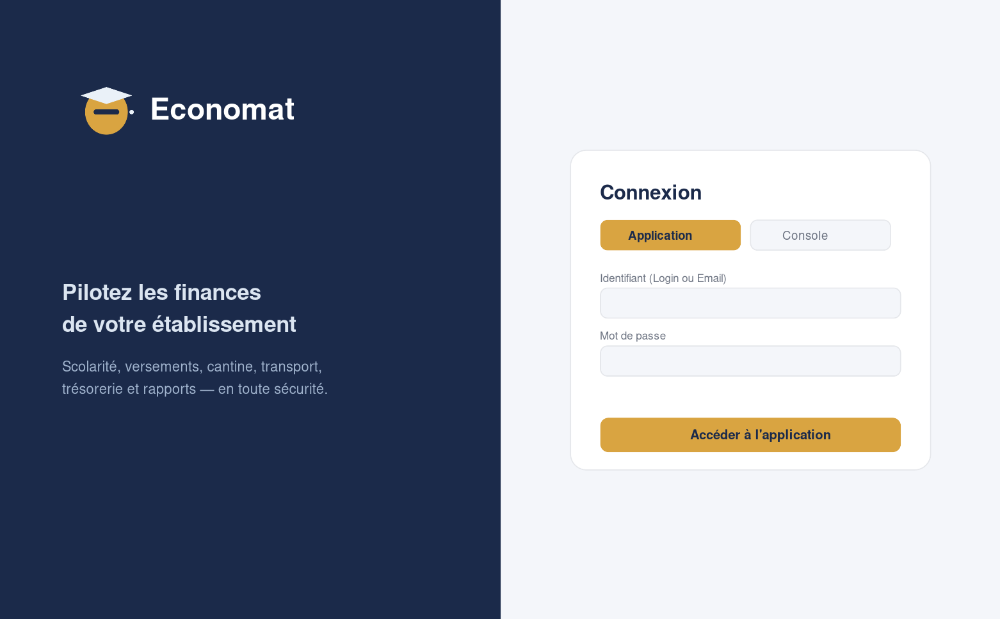 Economat
Pilotez les finances
de votre établissement
Scolarité, versements, cantine, transport,
trésorerie et rapports — en toute sécurité.
Connexion
Application
Console
Identifiant (Login ou Email)
Mot de passe
Accéder à l'application